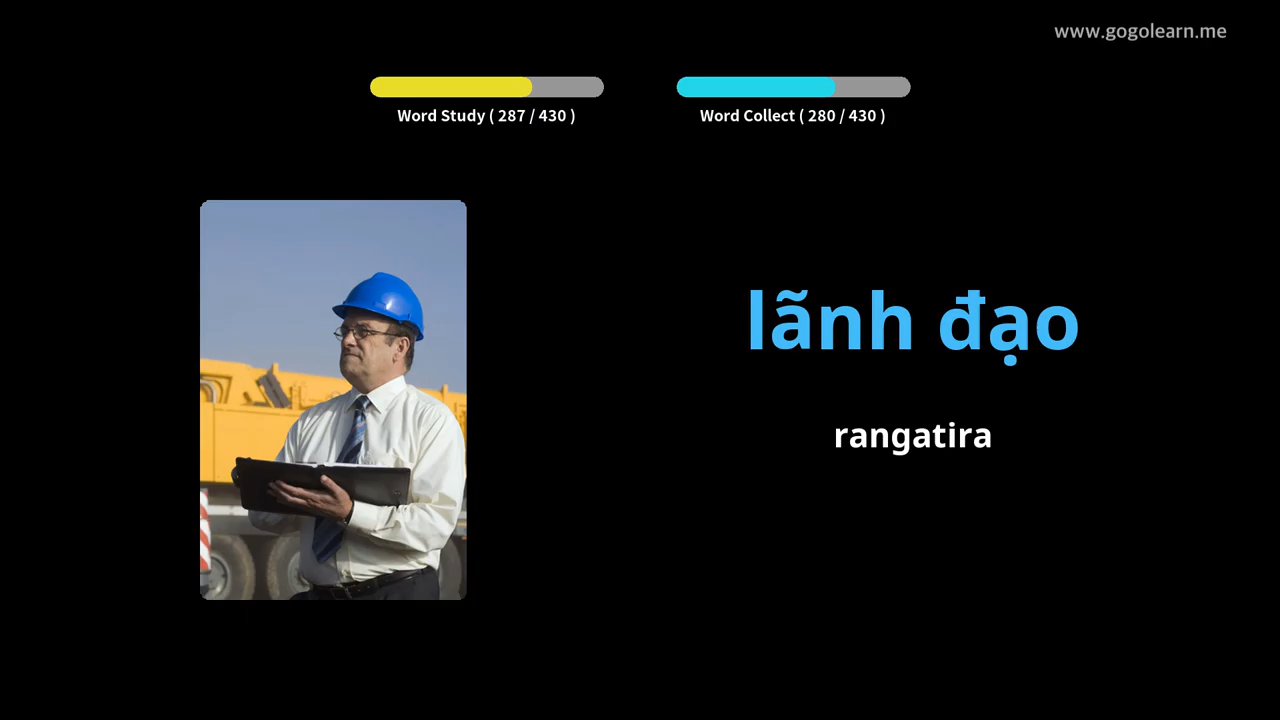 www.gogolearn.me
Word Study ( 287 / 430 )
Word Collect ( 280 / 430 )
lãnh đạo
rangatira